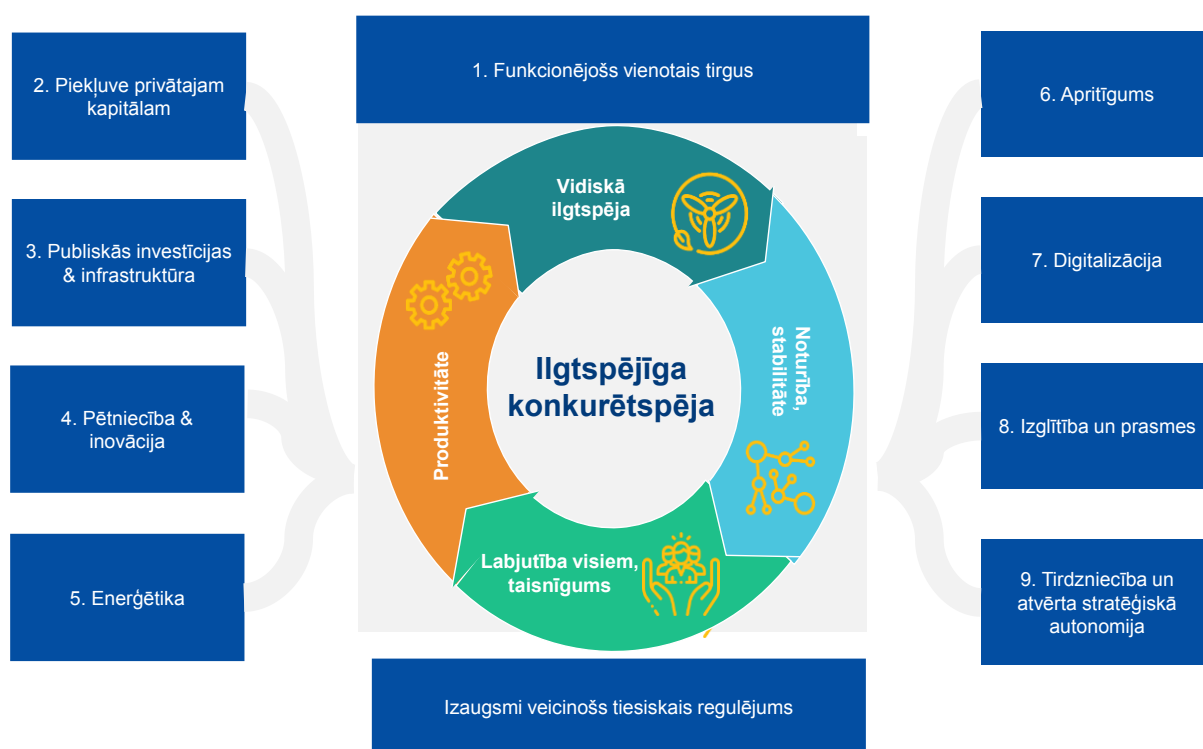 1. Funkcionējošs vienotais tirgus
2. Piekļuve privātajam
kapitālam
3. Publiskās investīcijas
& infrastruktūra
4. Pētniecība &
inovācija
5. Enerģētika
Vidiskā
ilgtspēja
Noturība,
stabilitāte
Produktivitāte
Ilgtspējīga
konkurētspēja
Labjutība visiem,
taisnīgums
6. Apritīgums
7. Digitalizācija
8. Izglītība un prasmes
9. Tirdzniecība un
atvērta stratēģiskā
autonomija
Izaugsmi veicinošs tiesiskais regulējums